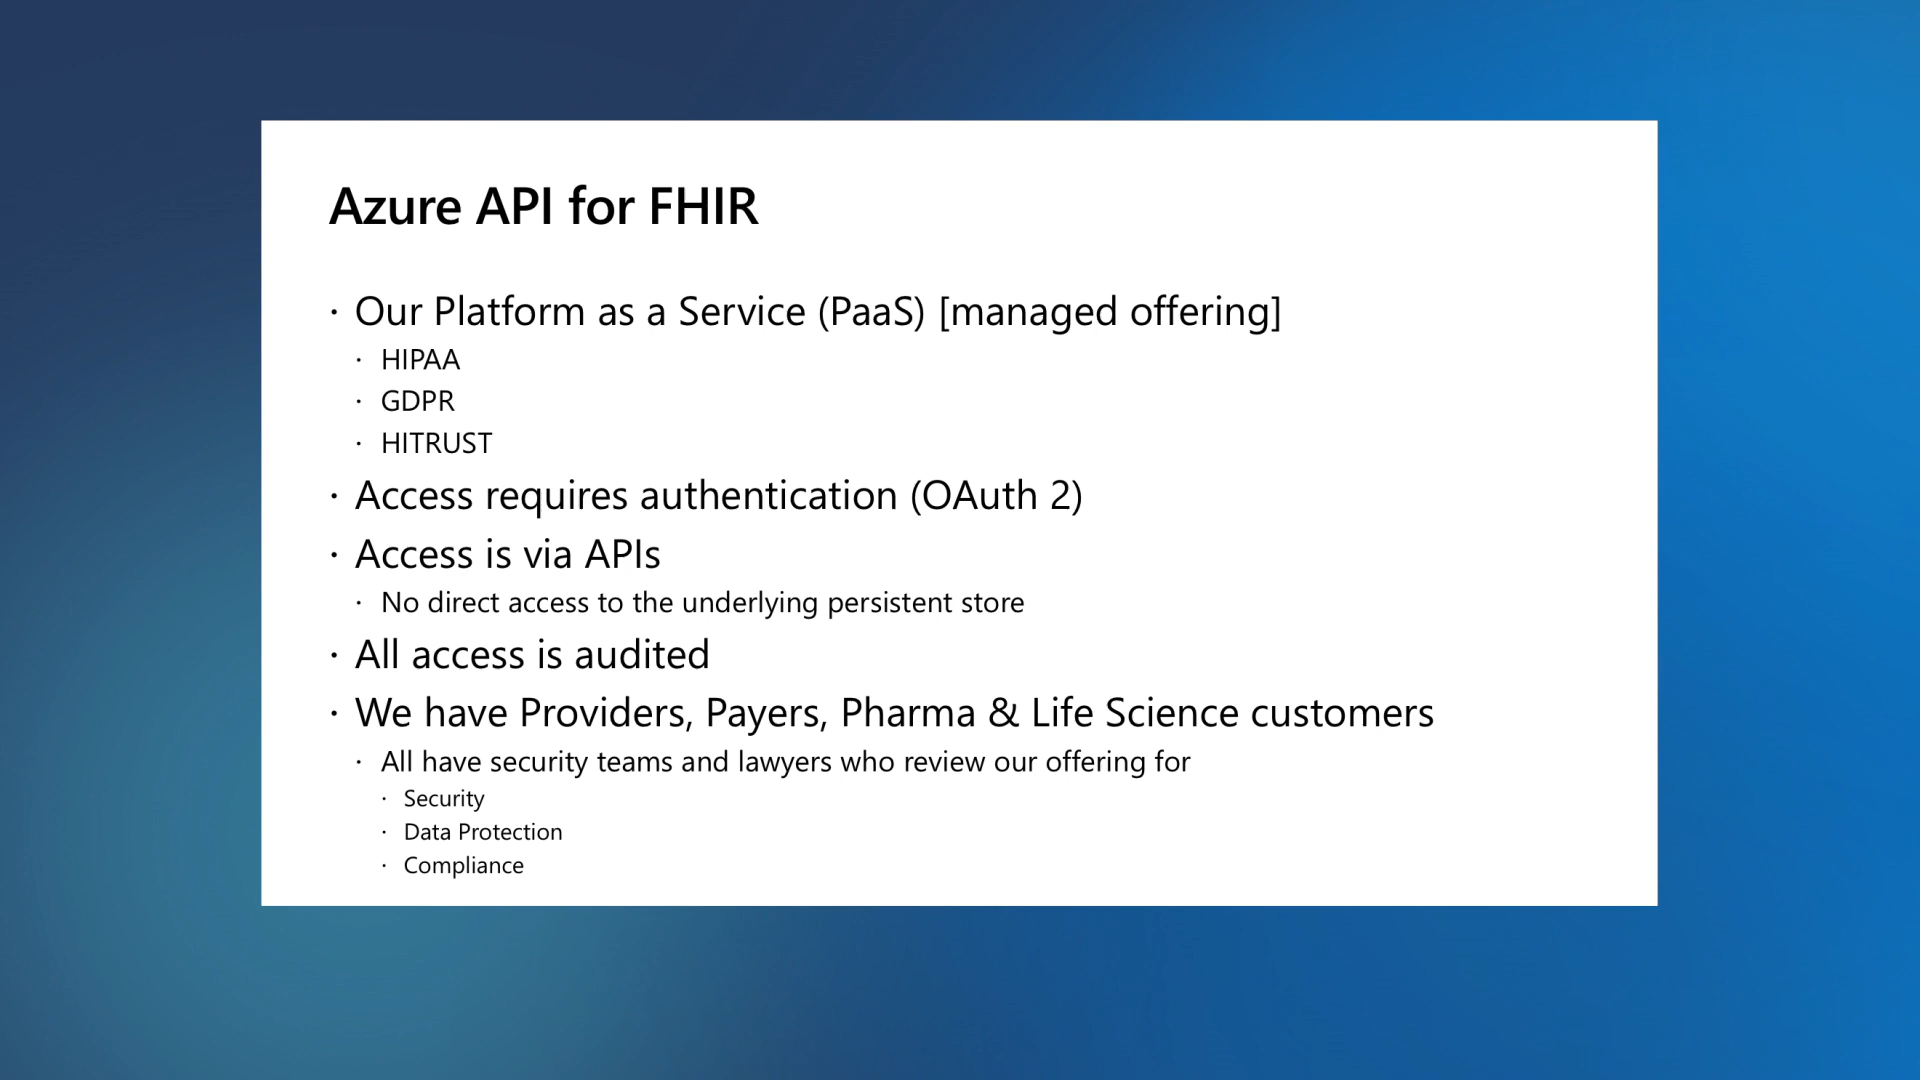 Azure API for FHIR
· Our Platform as a Service (PaaS) [managed offering]
· HIPAA
· GDPR
· HITRUST
· Access requires authentication (OAuth 2)
· Access is via APIs
· No direct access to the underlying persistent store
· All access is audited
· We have Providers, Payers, Pharma & Life Science customers
· All have security teams and lawyers who review our offering for
· Security
· Data Protection
· Compliance